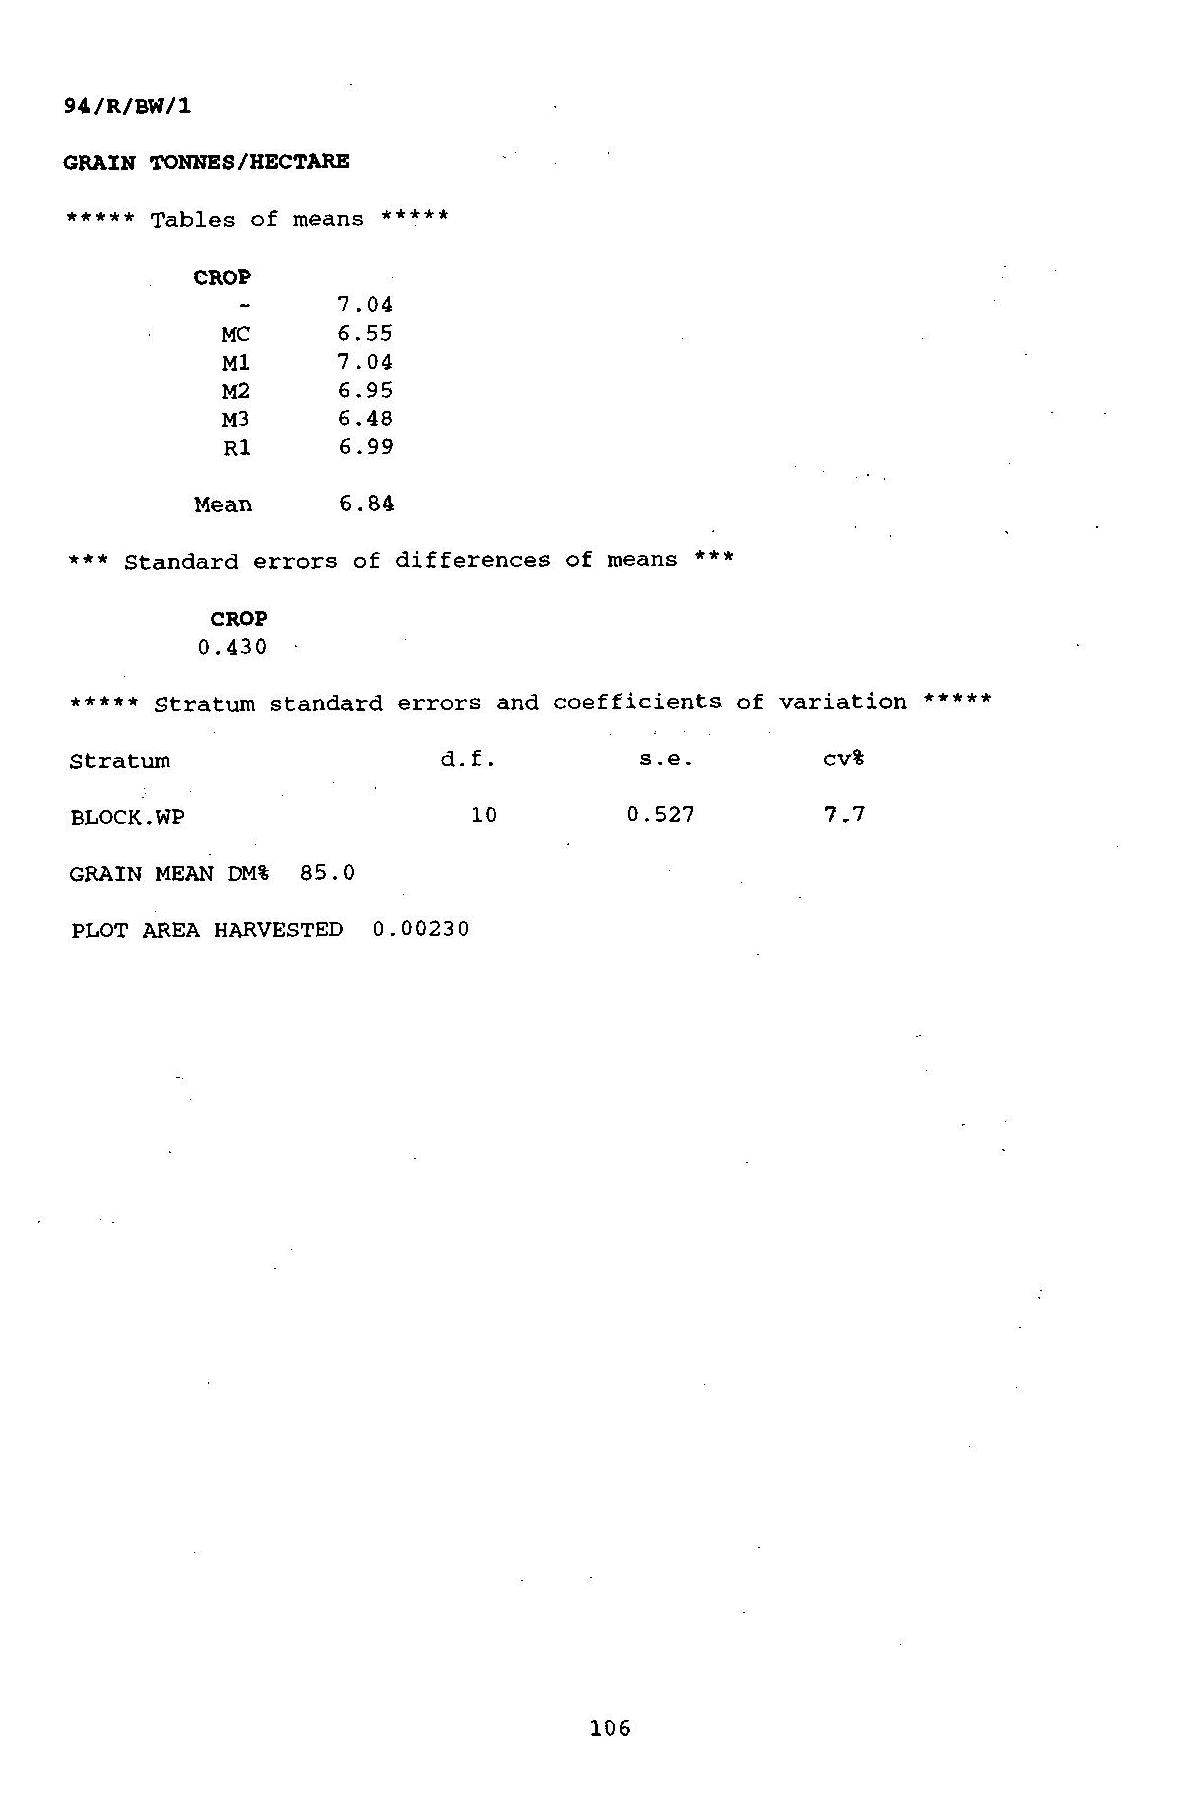 94/R/BW/1
GRAIN TONNES/HECTARE
***** Tables of means *****
CROP
- 7.04
MC 6.55
M1 7.04
M2 6.95
M3 6.48
R1 6.99
Mean 6.84
*** Standard errors of differences of means ***
CROP
0.430
***** Stratum standard errors and coefficients of variation *****
Stratum d.f. s.e. cv%
BLOCK.WP 10 0.527 7.7
GRAIN MEAN DM% 85.0
PLOT AREA HARVESTED 0.00230
106